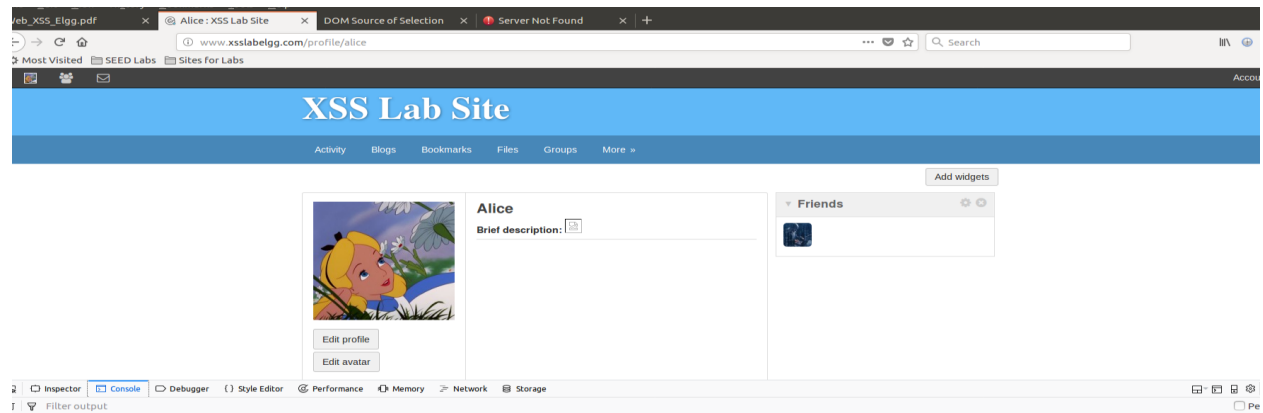 /eb_XSS_Elgg.pdf × Alice : XSS Lab Site × DOM Source of Selection × Server Not Found × +
www.xsslabelgg.com/profile/alice ••• Search
Most Visited SEED Labs Sites for Labs
Accou
XSS Lab Site
Activity Blogs Bookmarks Files Groups More »
Add widgets
Alice
Brief description:
Friends
Edit profile
Edit avatar
Inspector Console Debugger {} Style Editor Performance Memory Network Storage
Filter output Pe